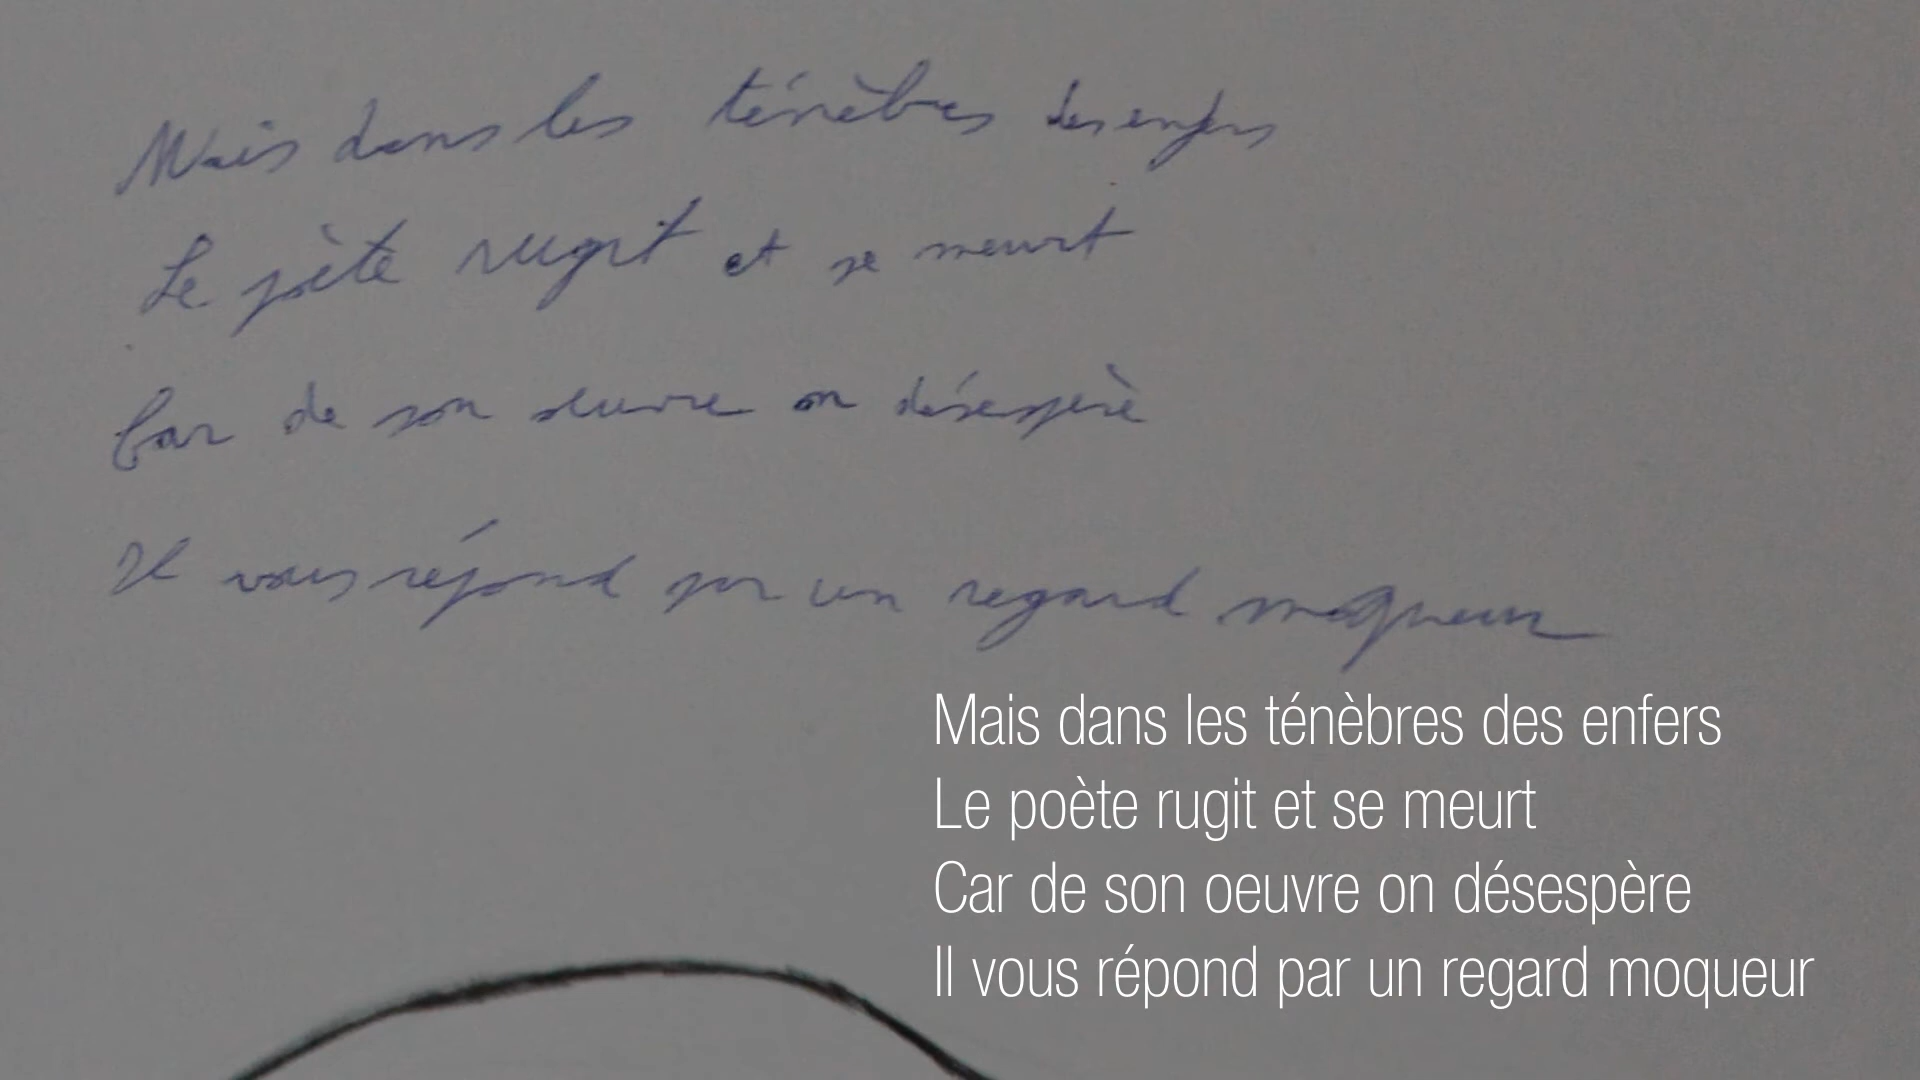 Mais dans les ténèbres des enfers
Le poète rugit et se meurt
Car de son oeuvre on désespère
Il vous répond par un regard moqueur
Mais dans les ténèbres des enfers
Le poète rugit et se meurt
Car de son oeuvre on désespère
Il vous répond par un regard moqueur